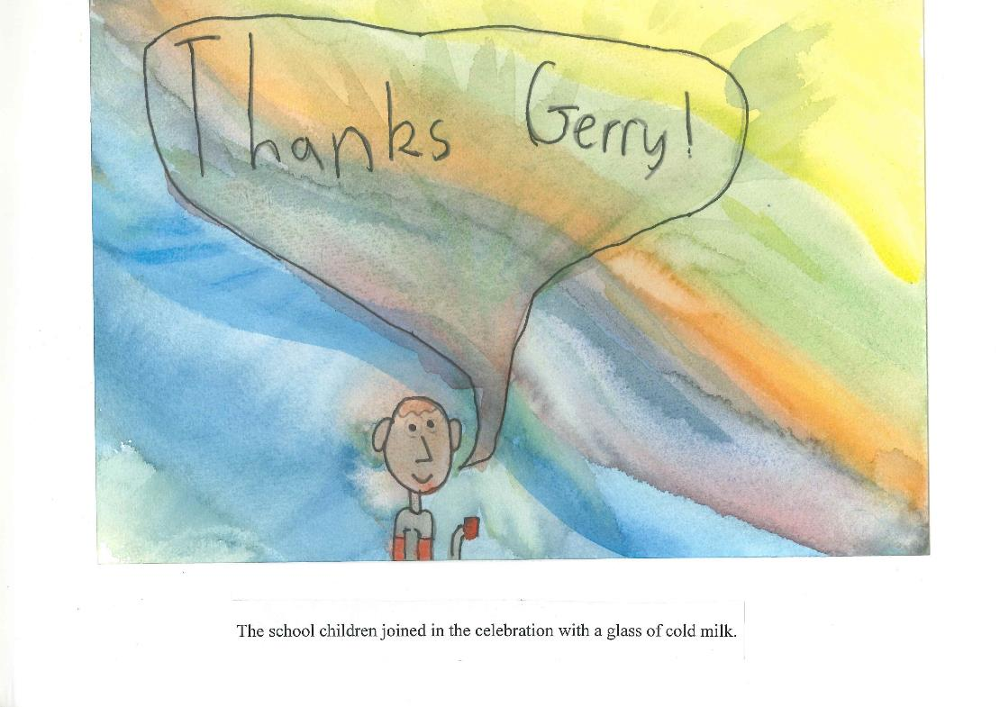 Thanks Gerry!
The school children joined in the celebration with a glass of cold milk.